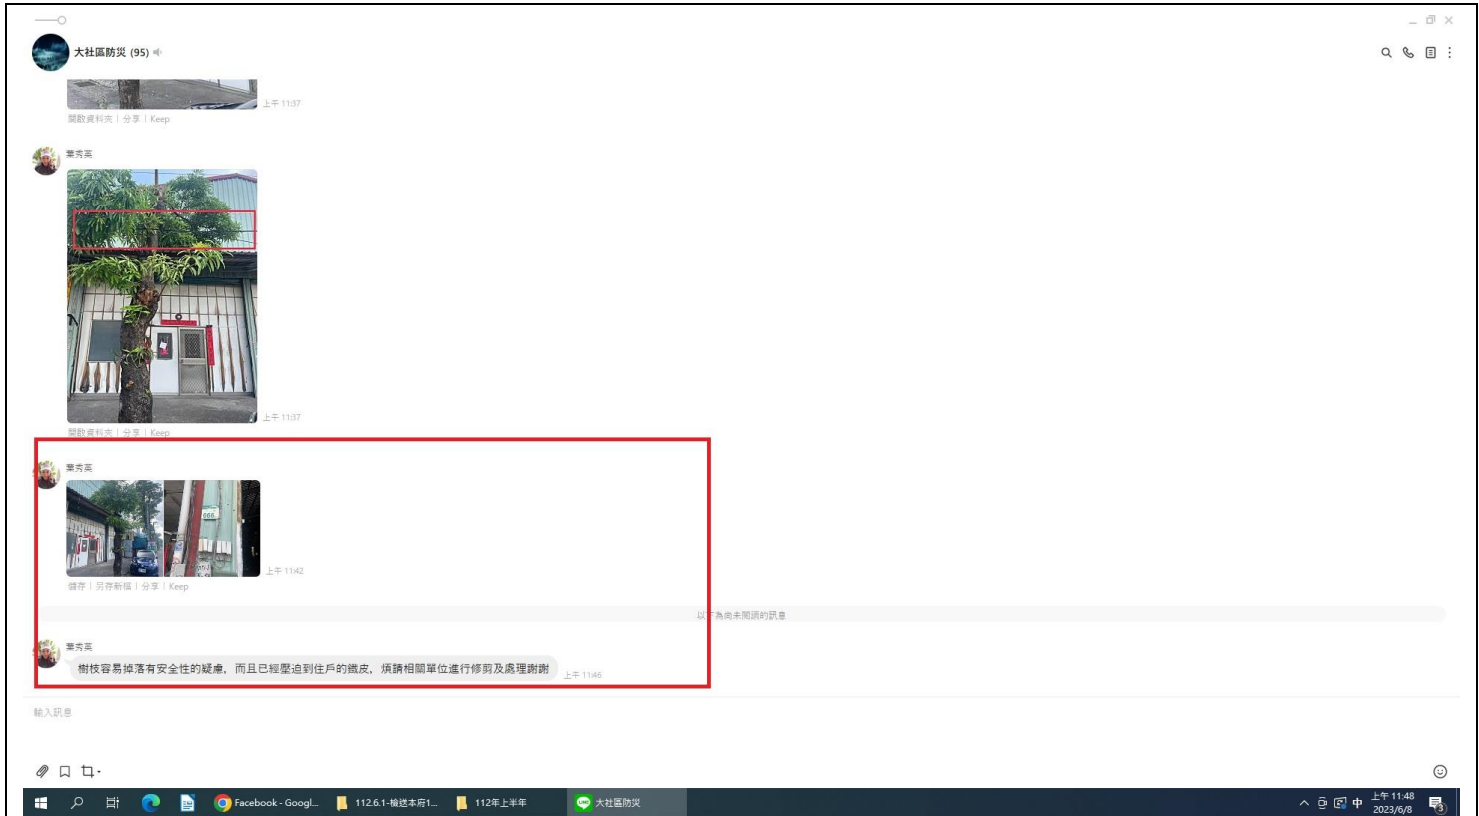 大社區防災 (95)
上午 11:37
開啟資料夾 | 分享 | Keep
葉秀英
上午 11:37
開啟資料夾 | 分享 | Keep
葉秀英
666
上午 11:42
儲存 | 另存新檔 | 分享 | Keep
以下為尚未閱讀的訊息
葉秀英
樹枝容易掉落有安全性的疑慮，而且已經壓迫到住戶的鐵皮，煩請相關單位進行修剪及處理謝謝
上午 11:46
輸入訊息
Facebook - Googl...
112.6.1-檢送本府1...
112年上半年
大社區防災
中
上午 11:48
2023/6/8
3